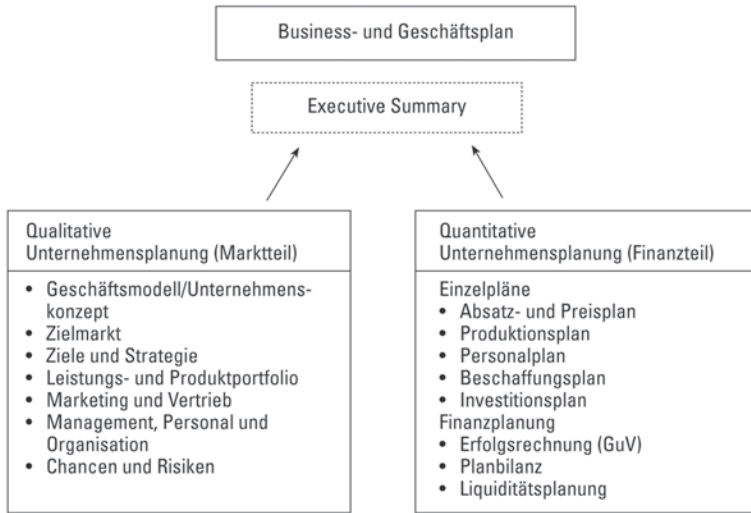 Business- und Geschäftsplan
Executive Summary
Qualitative
Unternehmensplanung (Marktteil)
• Geschäftsmodell/Unternehmens-
konzept
• Zielmarkt
• Ziele und Strategie
• Leistungs- und Produktportfolio
• Marketing und Vertrieb
• Management, Personal und
Organisation
• Chancen und Risiken
Quantitative
Unternehmensplanung (Finanzteil)
Einzelpläne
• Absatz- und Preisplan
• Produktionsplan
• Personalplan
• Beschaffungsplan
• Investitionsplan
Finanzplanung
• Erfolgsrechnung (GuV)
• Planbilanz
• Liquiditätsplanung